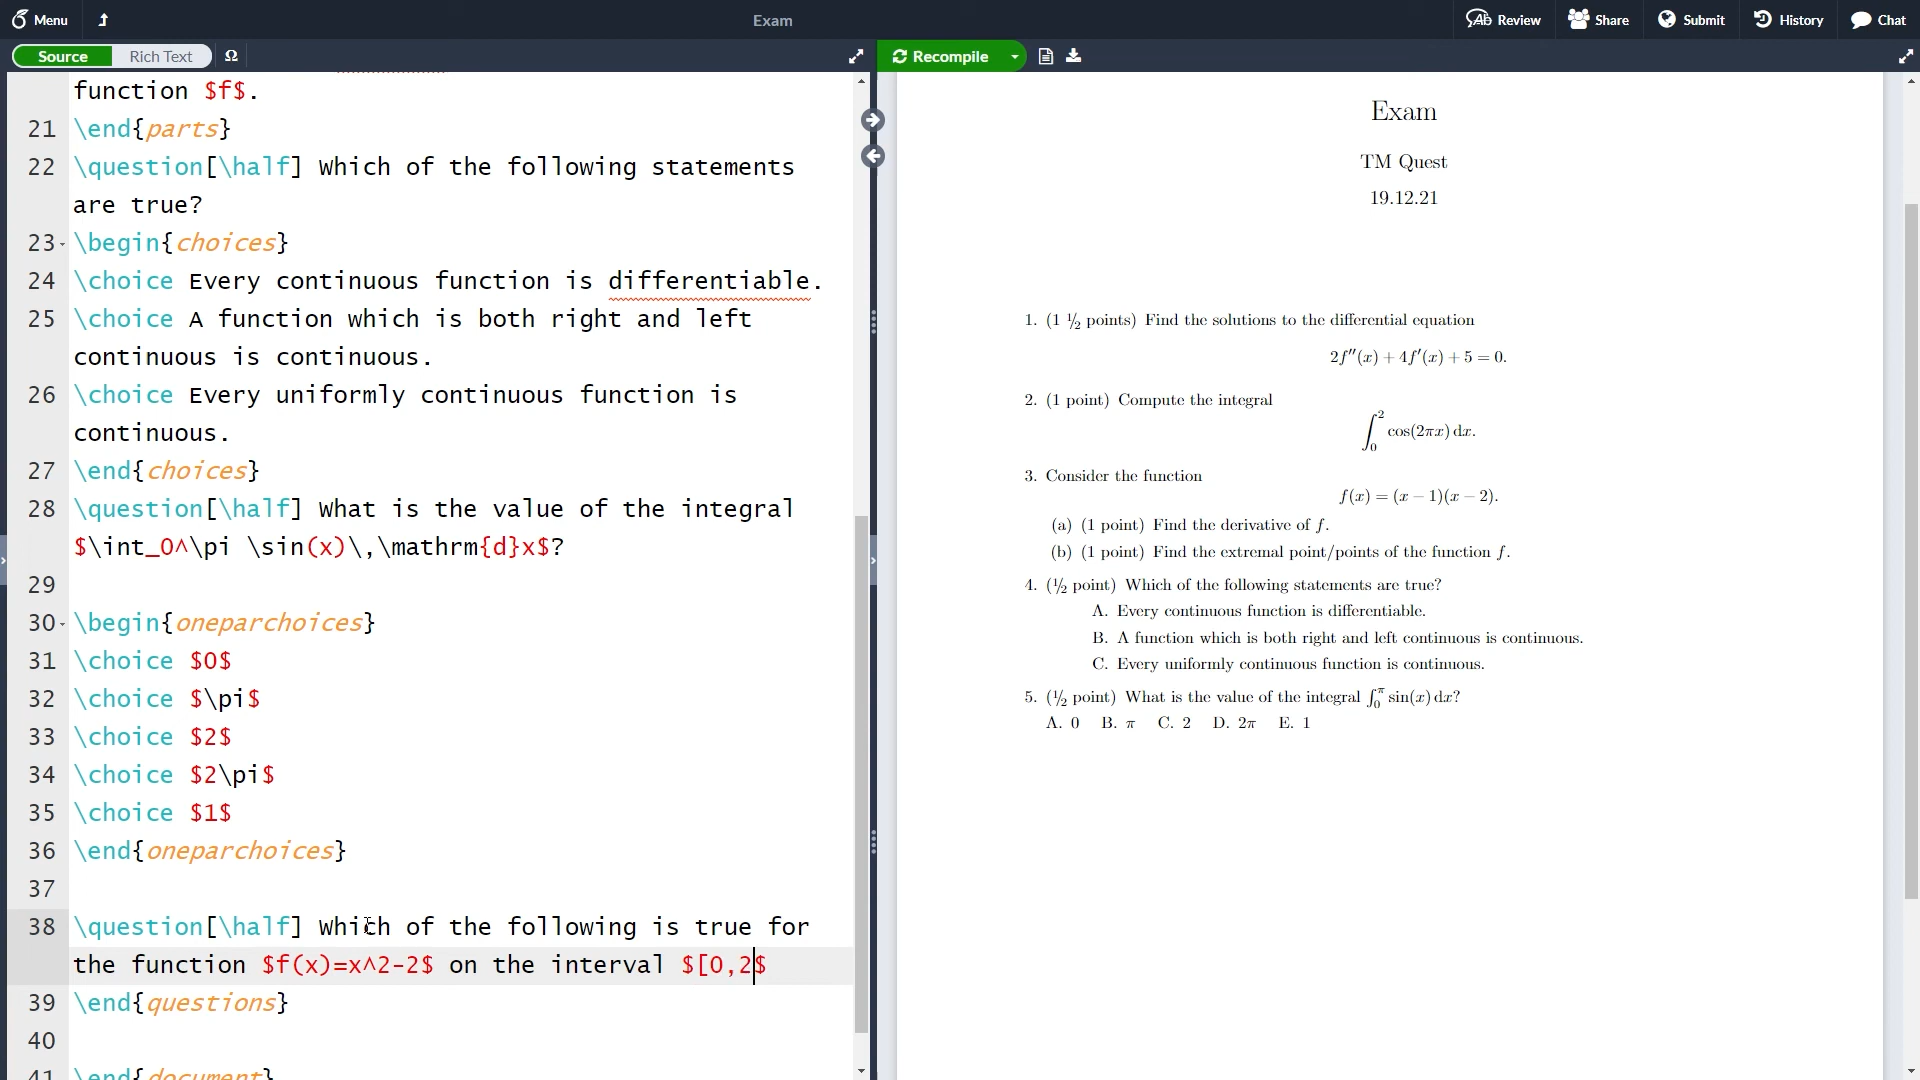 Menu
Exam
Review
Share
Submit
History
Chat
Source
Rich Text
Ω
Recompile
function $f$.
21 \end{parts}
22 \question[\half] Which of the following statements
are true?
23 \begin{choices}
24 \choice Every continuous function is differentiable.
25 \choice A function which is both right and left
continuous is continuous.
26 \choice Every uniformly continuous function is
continuous.
27 \end{choices}
28 \question[\half] What is the value of the integral
$\int_0^\pi \sin(x)\,\mathrm{d}x$?
29
30 \begin{oneparchoices}
31 \choice $0$
32 \choice $\pi$
33 \choice $2$
34 \choice $2\pi$
35 \choice $1$
36 \end{oneparchoices}
37
38 \question[\half] Which of the following is true for
the function $f(x)=x^2-2$ on the interval $[0,2$
39 \end{questions}
40
41 \end{document}
Exam
TM Quest
19.12.21
1. (1 ½ points) Find the solutions to the differential equation
2f″(x) + 4f′(x) + 5 = 0.
2. (1 point) Compute the integral
∫₀² cos(2πx) dx.
3. Consider the function
f(x) = (x − 1)(x − 2).
(a) (1 point) Find the derivative of f.
(b) (1 point) Find the extremal point/points of the function f.
4. (½ point) Which of the following statements are true?
A. Every continuous function is differentiable.
B. A function which is both right and left continuous is continuous.
C. Every uniformly continuous function is continuous.
5. (½ point) What is the value of the integral ∫₀^π sin(x) dx?
A. 0 B. π C. 2 D. 2π E. 1